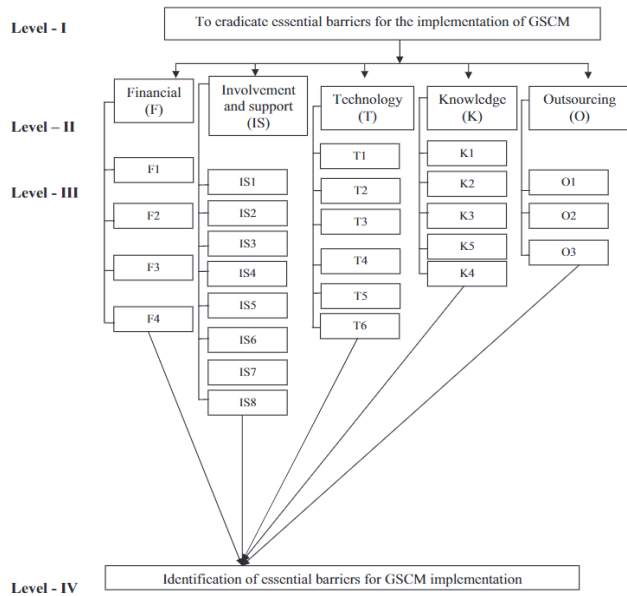 Level - I
To eradicate essential barriers for the implementation of GSCM
Financial
(F)
Involvement
and support
(IS)
Technology
(T)
Knowledge
(K)
Outsourcing
(O)
Level – II
Level - III
F1
F2
F3
F4
IS1
IS2
IS3
IS4
IS5
IS6
IS7
IS8
T1
T2
T3
T4
T5
T6
K1
K2
K3
K5
K4
O1
O2
O3
Level - IV
Identification of essential barriers for GSCM implementation